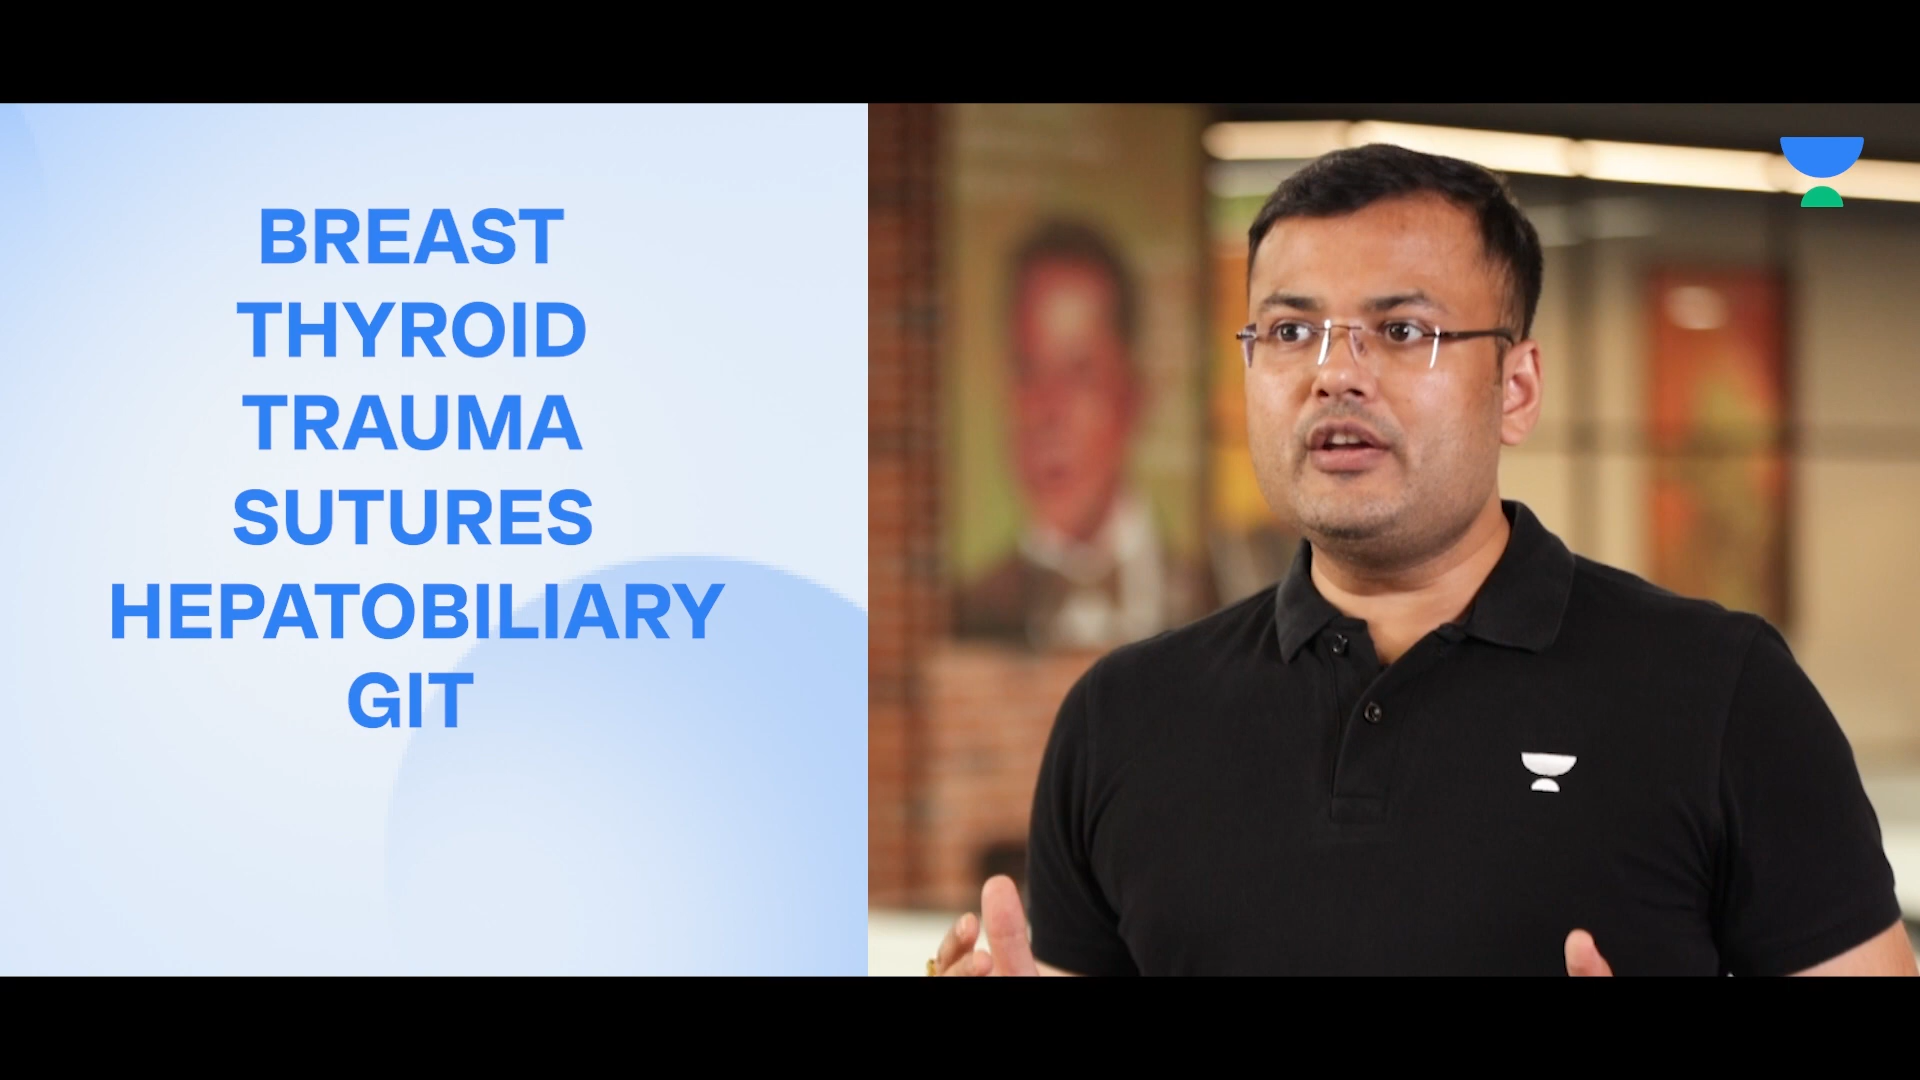 BREAST
THYROID
TRAUMA
SUTURES
HEPATOBILIARY
GIT